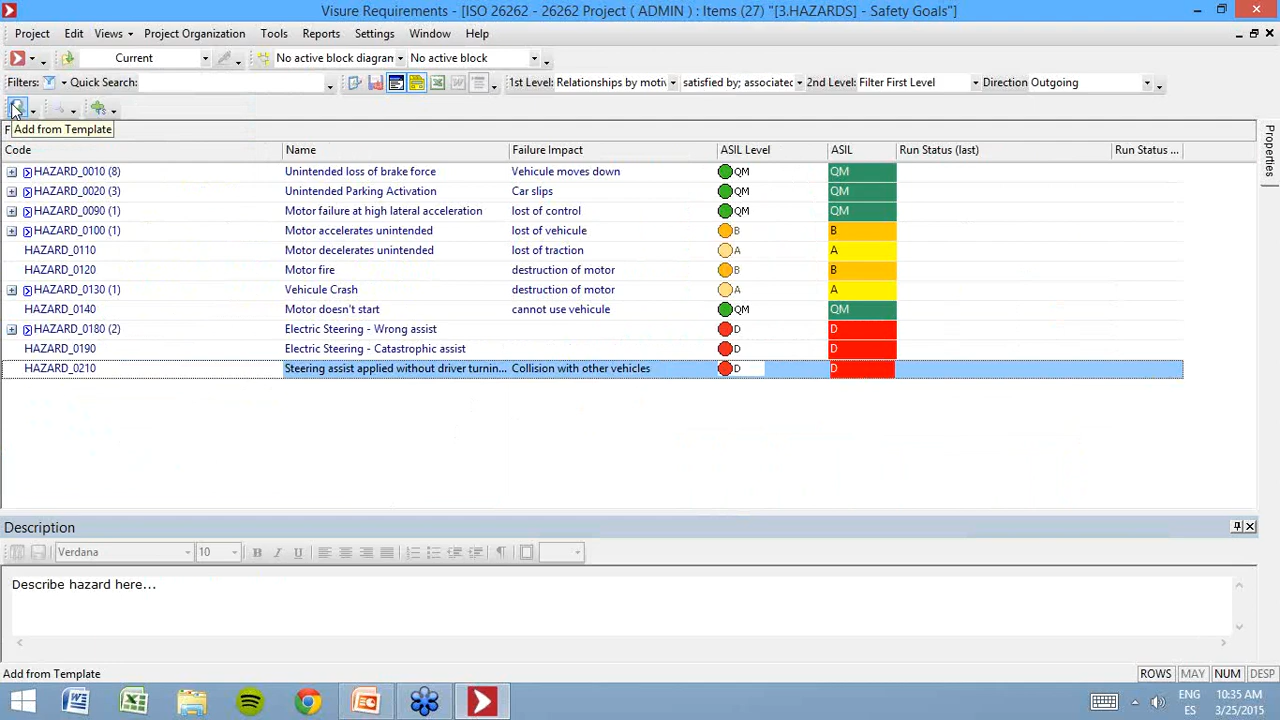 Visure Requirements - [ISO 26262 - 26262 Project ( ADMIN ) : Items (27) "[3.HAZARDS] - Safety Goals"]
Project Edit Views Project Organization Tools Reports Settings Window Help
Current No active block diagran No active block
Filters: Quick Search: 1st Level: Relationships by motiv satisfied by; associatec 2nd Level: Filter First Level Direction Outgoing
Add from Template
F
Code Name Failure Impact ASIL Level ASIL Run Status (last) Run Status ...
HAZARD_0010 (8) Unintended loss of brake force Vehicle moves down QM QM
HAZARD_0020 (3) Unintended Parking Activation Car slips QM QM
HAZARD_0090 (1) Motor failure at high lateral acceleration lost of control QM QM
HAZARD_0100 (1) Motor accelerates unintended lost of vehicule B B
HAZARD_0110 Motor decelerates unintended lost of traction A A
HAZARD_0120 Motor fire destruction of motor B B
HAZARD_0130 (1) Vehicule Crash destruction of motor A A
HAZARD_0140 Motor doesn't start cannot use vehicule QM QM
HAZARD_0180 (2) Electric Steering - Wrong assist D D
HAZARD_0190 Electric Steering - Catastrophic assist D D
HAZARD_0210 Steering assist applied without driver turnin... Collision with other vehicles D D
Properties
Description
Verdana 10 B I U
Describe hazard here...
Add from Template ROWS MAY NUM DESP
ENG 10:35 AM
ES 3/25/2015